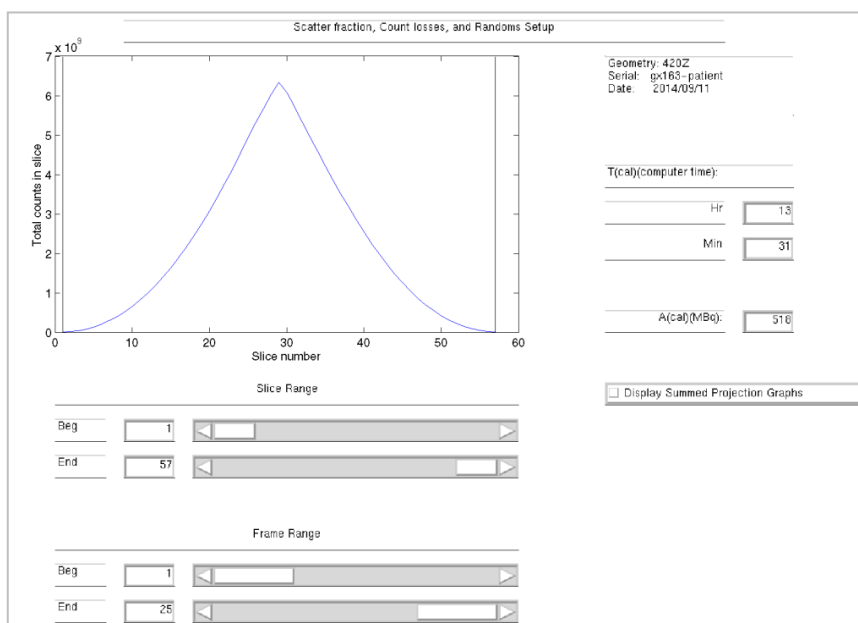 Scatter fraction, Count losses, and Randoms Setup
x 10⁹
7
6
5
4
3
2
1
0
Total counts in slice
0 10 20 30 40 50 60
Slice number
Geometry: 420Z
Serial: gx163-patient
Date: 2014/09/11
T(cal)(computer time):
Hr 13
Min 31
A(cal)(MBq): 518
Display Summed Projection Graphs
Slice Range
Beg 1
End 57
Frame Range
Beg 1
End 25